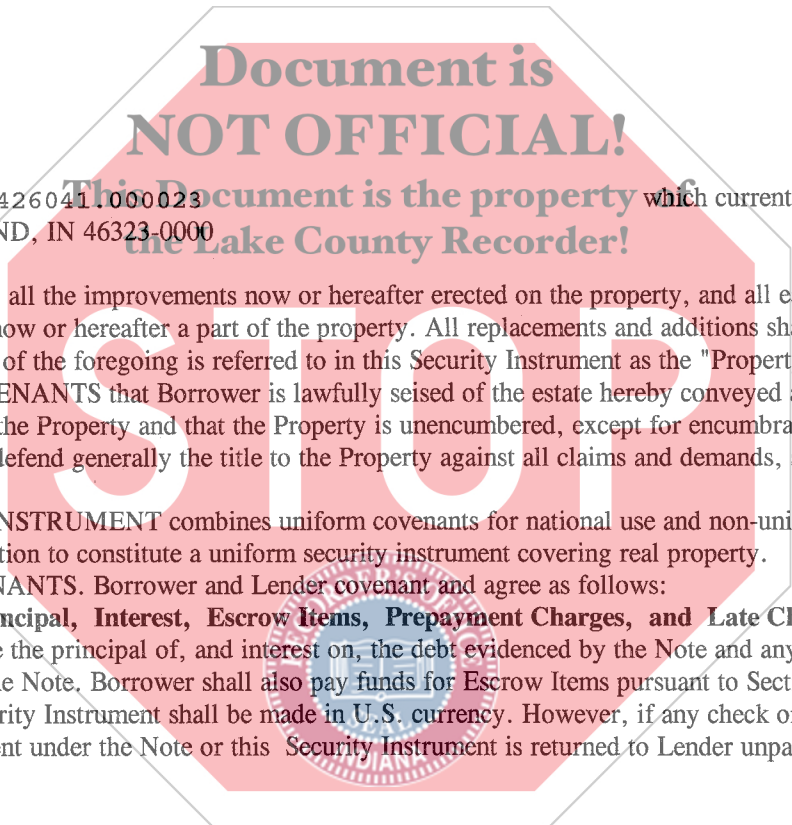 Document is
NOT OFFICIAL!
This Document is the property of
the Lake County Recorder!
426041.000023 which current
ND, IN 46323-0000
all the improvements now or hereafter erected on the property, and all e
now or hereafter a part of the property. All replacements and additions sh
of the foregoing is referred to in this Security Instrument as the "Propert
ENANTS that Borrower is lawfully seised of the estate hereby conveyed
the Property and that the Property is unencumbered, except for encumbra
defend generally the title to the Property against all claims and demands,
STOP
NSTRUMENT combines uniform covenants for national use and non-uni
tion to constitute a uniform security instrument covering real property.
NANTS. Borrower and Lender covenant and agree as follows:
ncipal, Interest, Escrow Items, Prepayment Charges, and Late Cl
e the principal of, and interest on, the debt evidenced by the Note and any
e Note. Borrower shall also pay funds for Escrow Items pursuant to Sect
rity Instrument shall be made in U.S. currency. However, if any check o
ent under the Note or this Security Instrument is returned to Lender unpa
SEAL
INDIANA